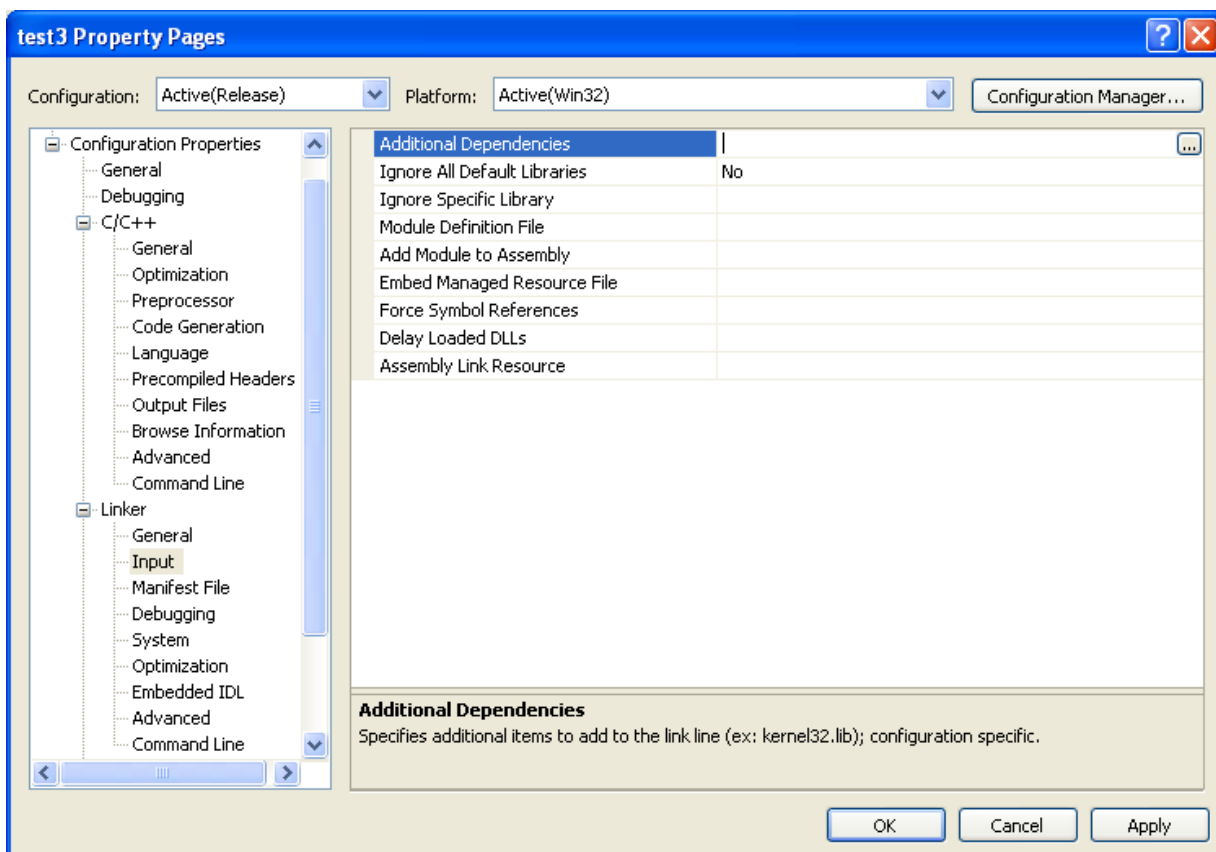 test3 Property Pages
Configuration: Active(Release) Platform: Active(Win32) Configuration Manager...
Configuration Properties
General
Debugging
C/C++
General
Optimization
Preprocessor
Code Generation
Language
Precompiled Headers
Output Files
Browse Information
Advanced
Command Line
Linker
General
Input
Manifest File
Debugging
System
Optimization
Embedded IDL
Advanced
Command Line
Additional Dependencies ...
Ignore All Default Libraries No
Ignore Specific Library
Module Definition File
Add Module to Assembly
Embed Managed Resource File
Force Symbol References
Delay Loaded DLLs
Assembly Link Resource
Additional Dependencies
Specifies additional items to add to the link line (ex: kernel32.lib); configuration specific.
OK Cancel Apply